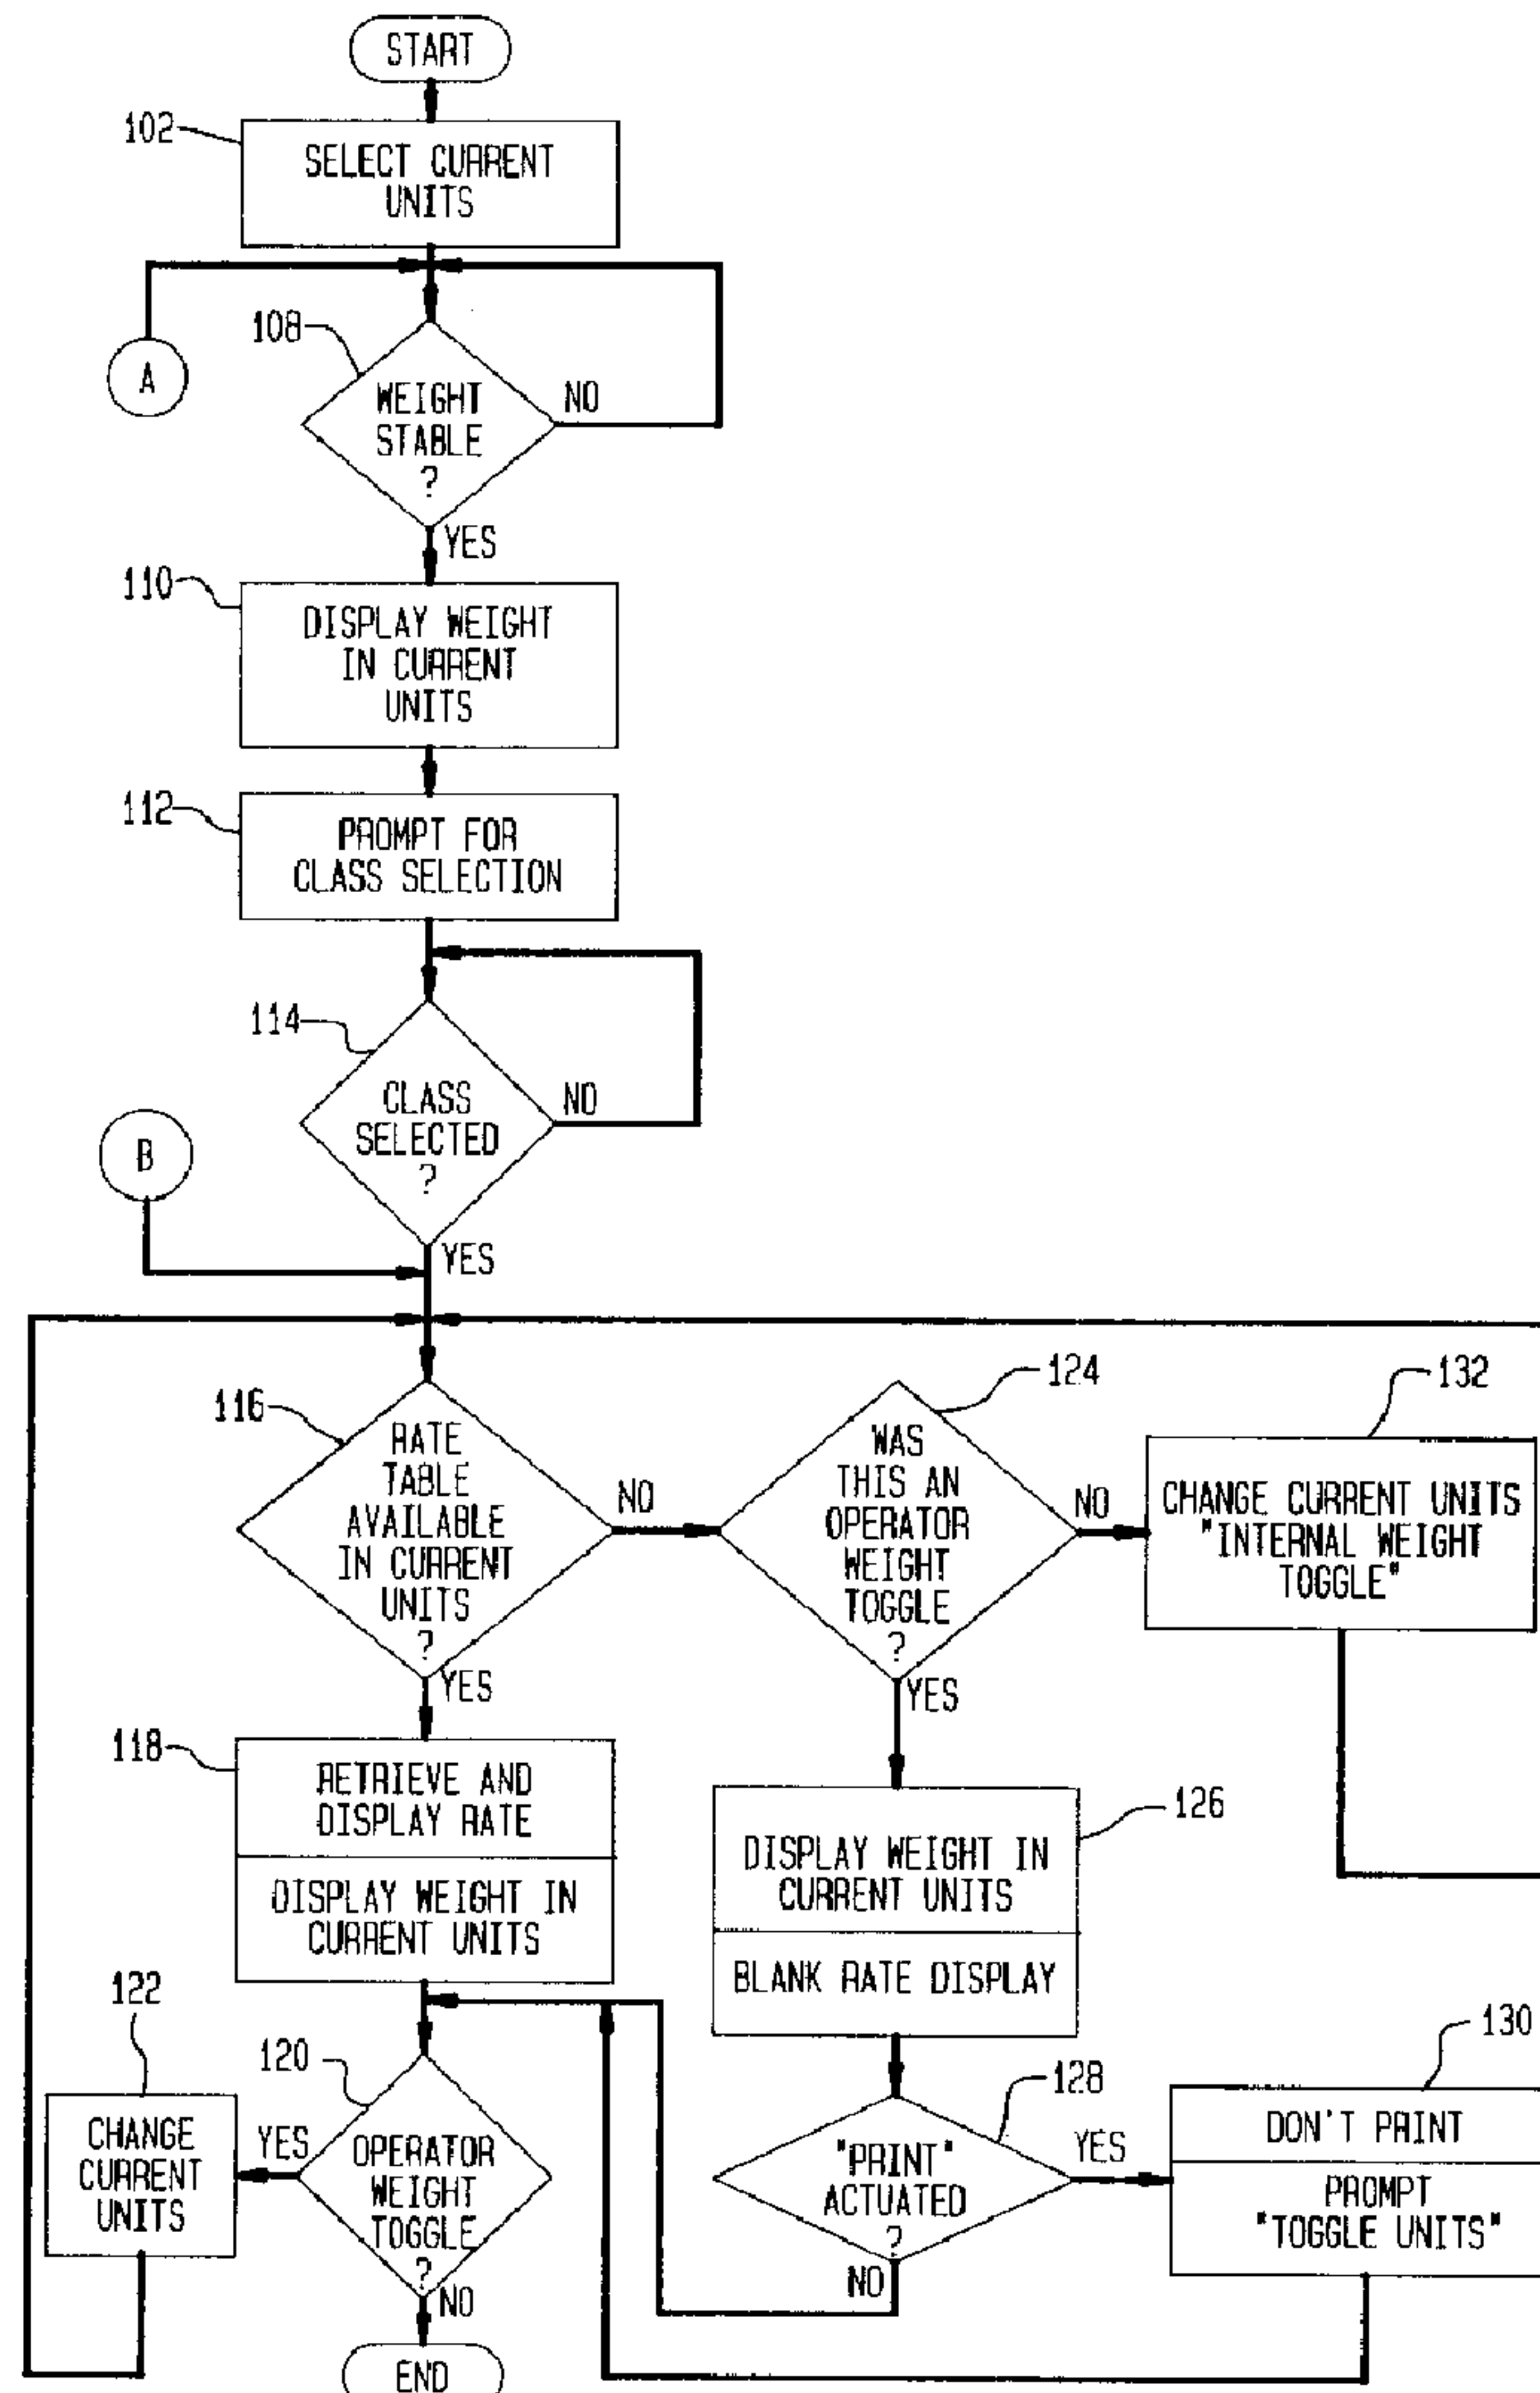 START
102
SELECT CURRENT
UNITS
A
108
WEIGHT
STABLE
?
NO
YES
110
DISPLAY WEIGHT
IN CURRENT
UNITS
112
PROMPT FOR
CLASS SELECTION
114
CLASS
SELECTED
?
NO
B
YES
116
RATE
TABLE
AVAILABLE
IN CURRENT
UNITS
?
NO
YES
124
WAS
THIS AN
OPERATOR
WEIGHT
TOGGLE
?
NO
YES
132
CHANGE CURRENT UNITS
"INTERNAL WEIGHT
TOGGLE"
118
RETRIEVE AND
DISPLAY RATE
DISPLAY WEIGHT IN
CURRENT UNITS
126
DISPLAY WEIGHT IN
CURRENT UNITS
BLANK RATE DISPLAY
122
CHANGE
CURRENT
UNITS
120
YES
OPERATOR
WEIGHT
TOGGLE
?
NO
128
"PRINT"
ACTUATED
?
YES
NO
130
DON'T PRINT
PROMPT
"TOGGLE UNITS"
END